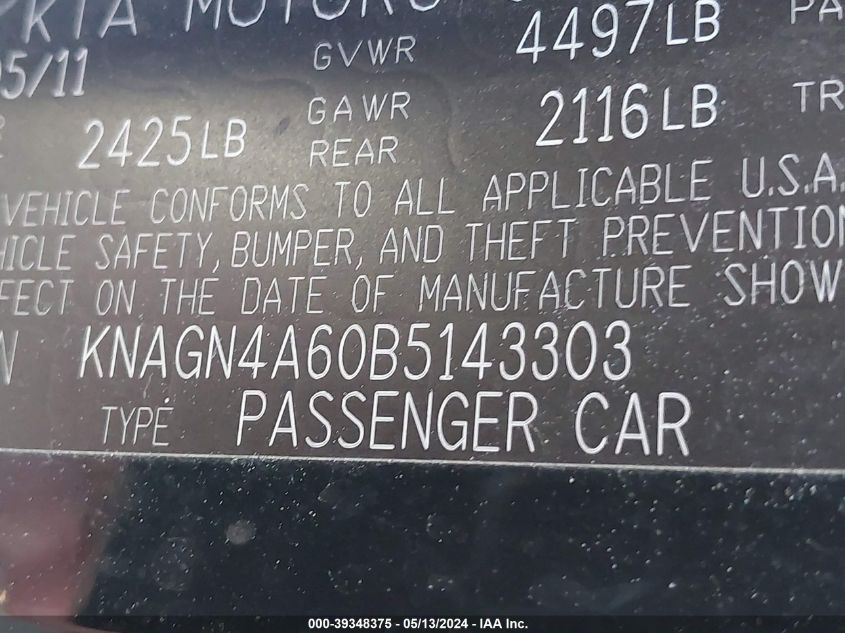 KIA MOTORS
05/11 GVWR 4497LB PA
2425LB GAWR REAR 2116LB TR
VEHICLE CONFORMS TO ALL APPLICABLE U.S.A.
HICLE SAFETY, BUMPER, AND THEFT PREVENTION
FECT ON THE DATE OF MANUFACTURE SHOW
N KNAGN4A60B5143303
TYPE PASSENGER CAR
000-39348375 - 05/13/2024 - IAA Inc.